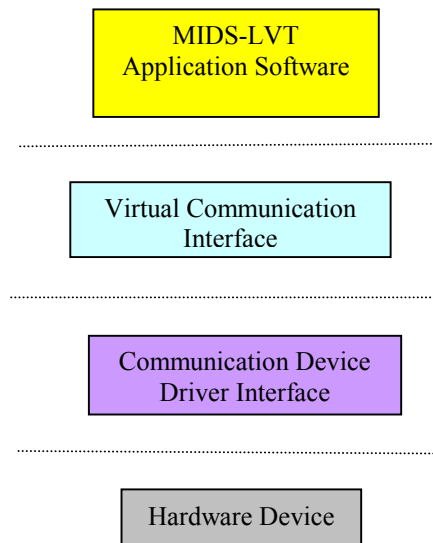 MIDS-LVT
Application Software
Virtual Communication
Interface
Communication Device
Driver Interface
Hardware Device